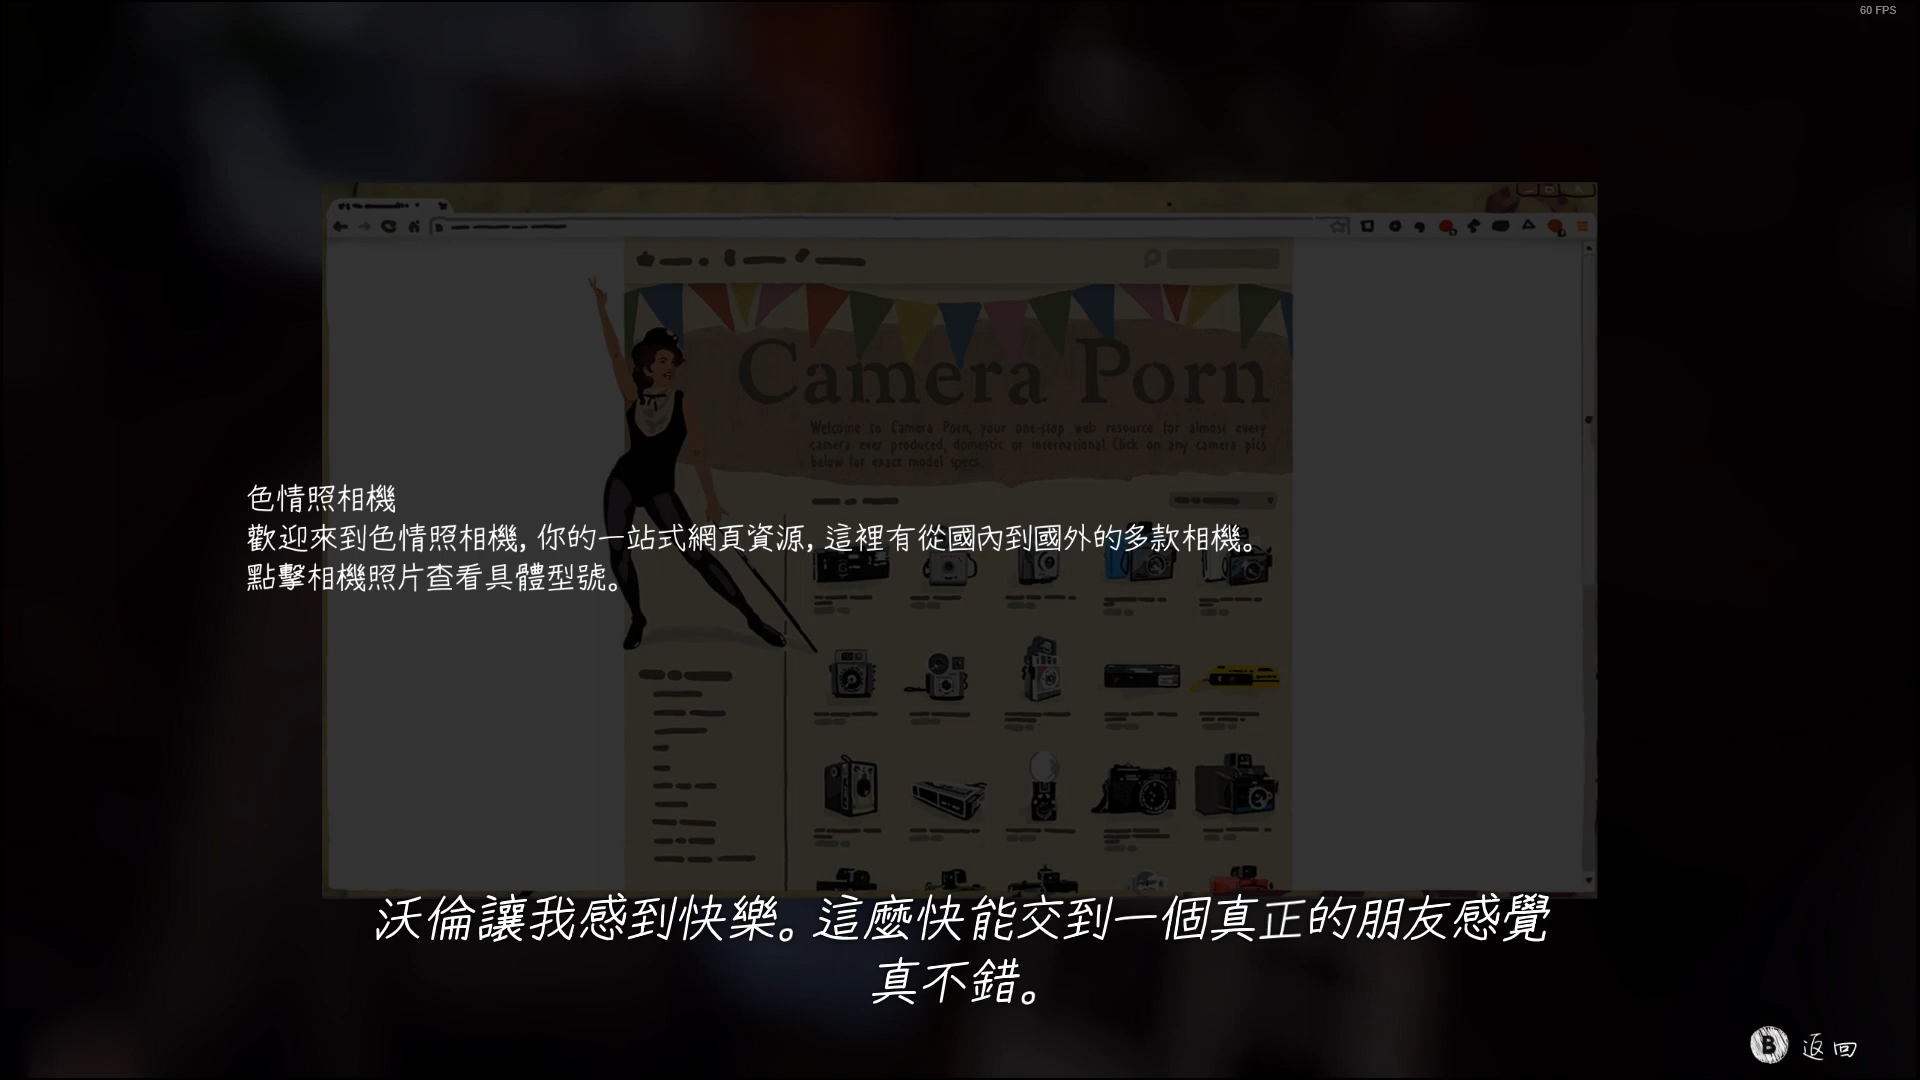 60 FPS
Camera Porn
Welcome to Camera Porn, your one-stop web resource for almost every
camera ever produced, domestic or international. Click on any camera pics
below for exact model specs.
色情照相機
歡迎來到色情照相機, 你的一站式網頁資源, 這裡有從國內到國外的多款相機。
點擊相機照片查看具體型號。
沃倫讓我感到快樂。這麼快能交到一個真正的朋友感覺
真不錯。
B 返回